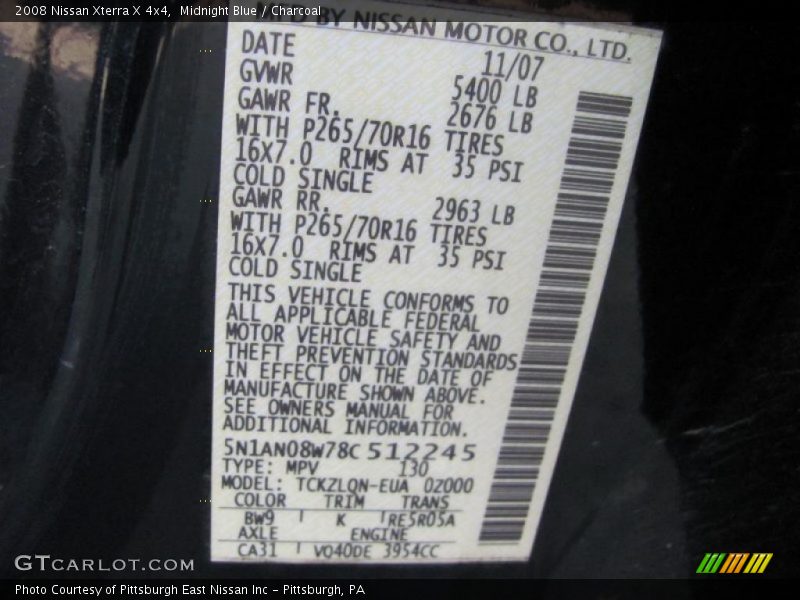 2008 Nissan Xterra X 4x4, Midnight Blue / Charcoal
MFD BY NISSAN MOTOR CO., LTD.
DATE 11/07
GVWR 5400 LB
GAWR FR. 2676 LB
WITH P265/70R16 TIRES
16X7.0 RIMS AT 35 PSI
COLD SINGLE
GAWR RR. 2963 LB
WITH P265/70R16 TIRES
16X7.0 RIMS AT 35 PSI
COLD SINGLE
THIS VEHICLE CONFORMS TO
ALL APPLICABLE FEDERAL
MOTOR VEHICLE SAFETY AND
THEFT PREVENTION STANDARDS
IN EFFECT ON THE DATE OF
MANUFACTURE SHOWN ABOVE.
SEE OWNERS MANUAL FOR
ADDITIONAL INFORMATION.
5N1AN08W78C512245
TYPE: MPV 130
MODEL: TCKZLQN-EUA 02000
COLOR TRIM TRANS
BW9 K RE5R05A
AXLE ENGINE
CA31 VQ40DE 3954CC
GTCARLOT.COM
Photo Courtesy of Pittsburgh East Nissan Inc - Pittsburgh, PA